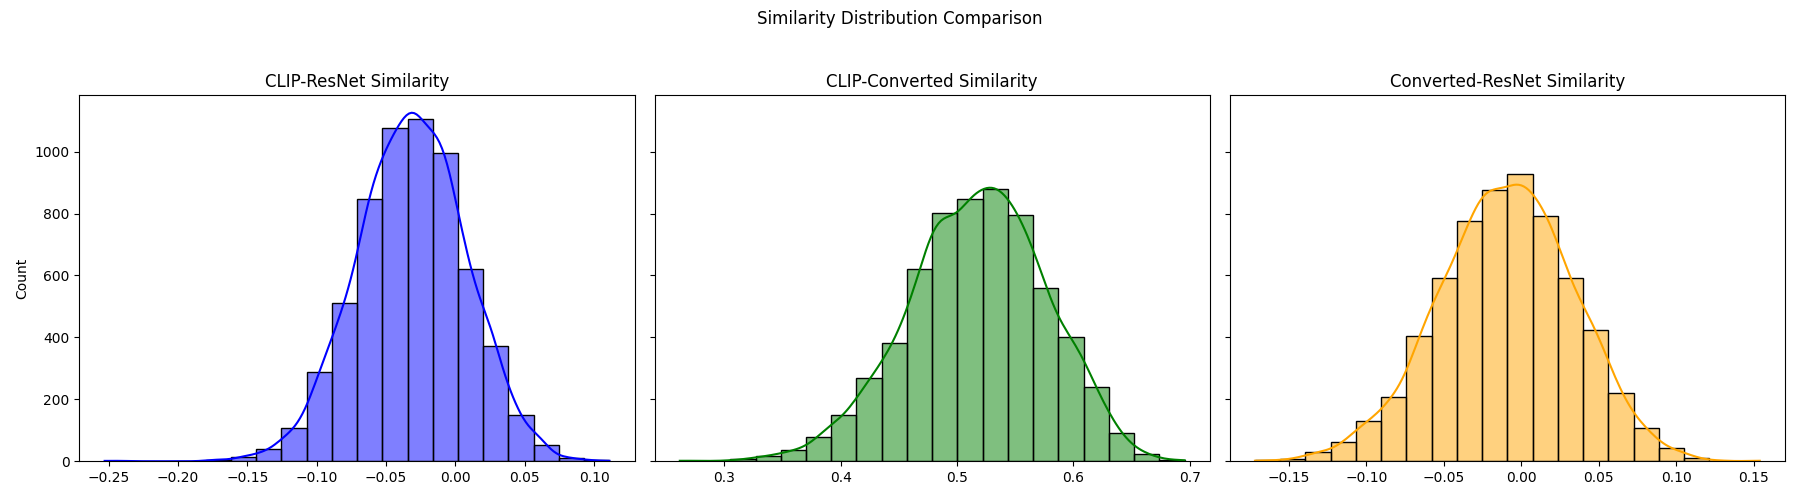 Similarity Distribution Comparison
CLIP-ResNet Similarity
CLIP-Converted Similarity
Converted-ResNet Similarity
Count
1000
800
600
400
200
0
−0.25 −0.20 −0.15 −0.10 −0.05 0.00 0.05 0.10
0.3 0.4 0.5 0.6 0.7
−0.15 −0.10 −0.05 0.00 0.05 0.10 0.15